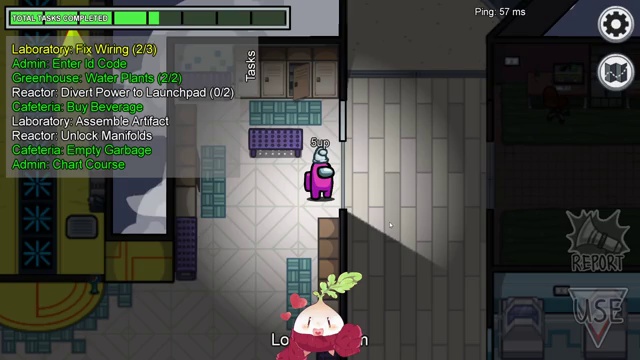 TOTAL TASKS COMPLETED
Ping: 57 ms
Laboratory: Fix Wiring (2/3)
Admin: Enter Id Code
Greenhouse: Water Plants (2/2)
Reactor: Divert Power to Launchpad (0/2)
Cafeteria: Buy Beverage
Laboratory: Assemble Artifact
Reactor: Unlock Manifolds
Cafeteria: Empty Garbage
Admin: Chart Course
Tasks
5up
REPORT
USE